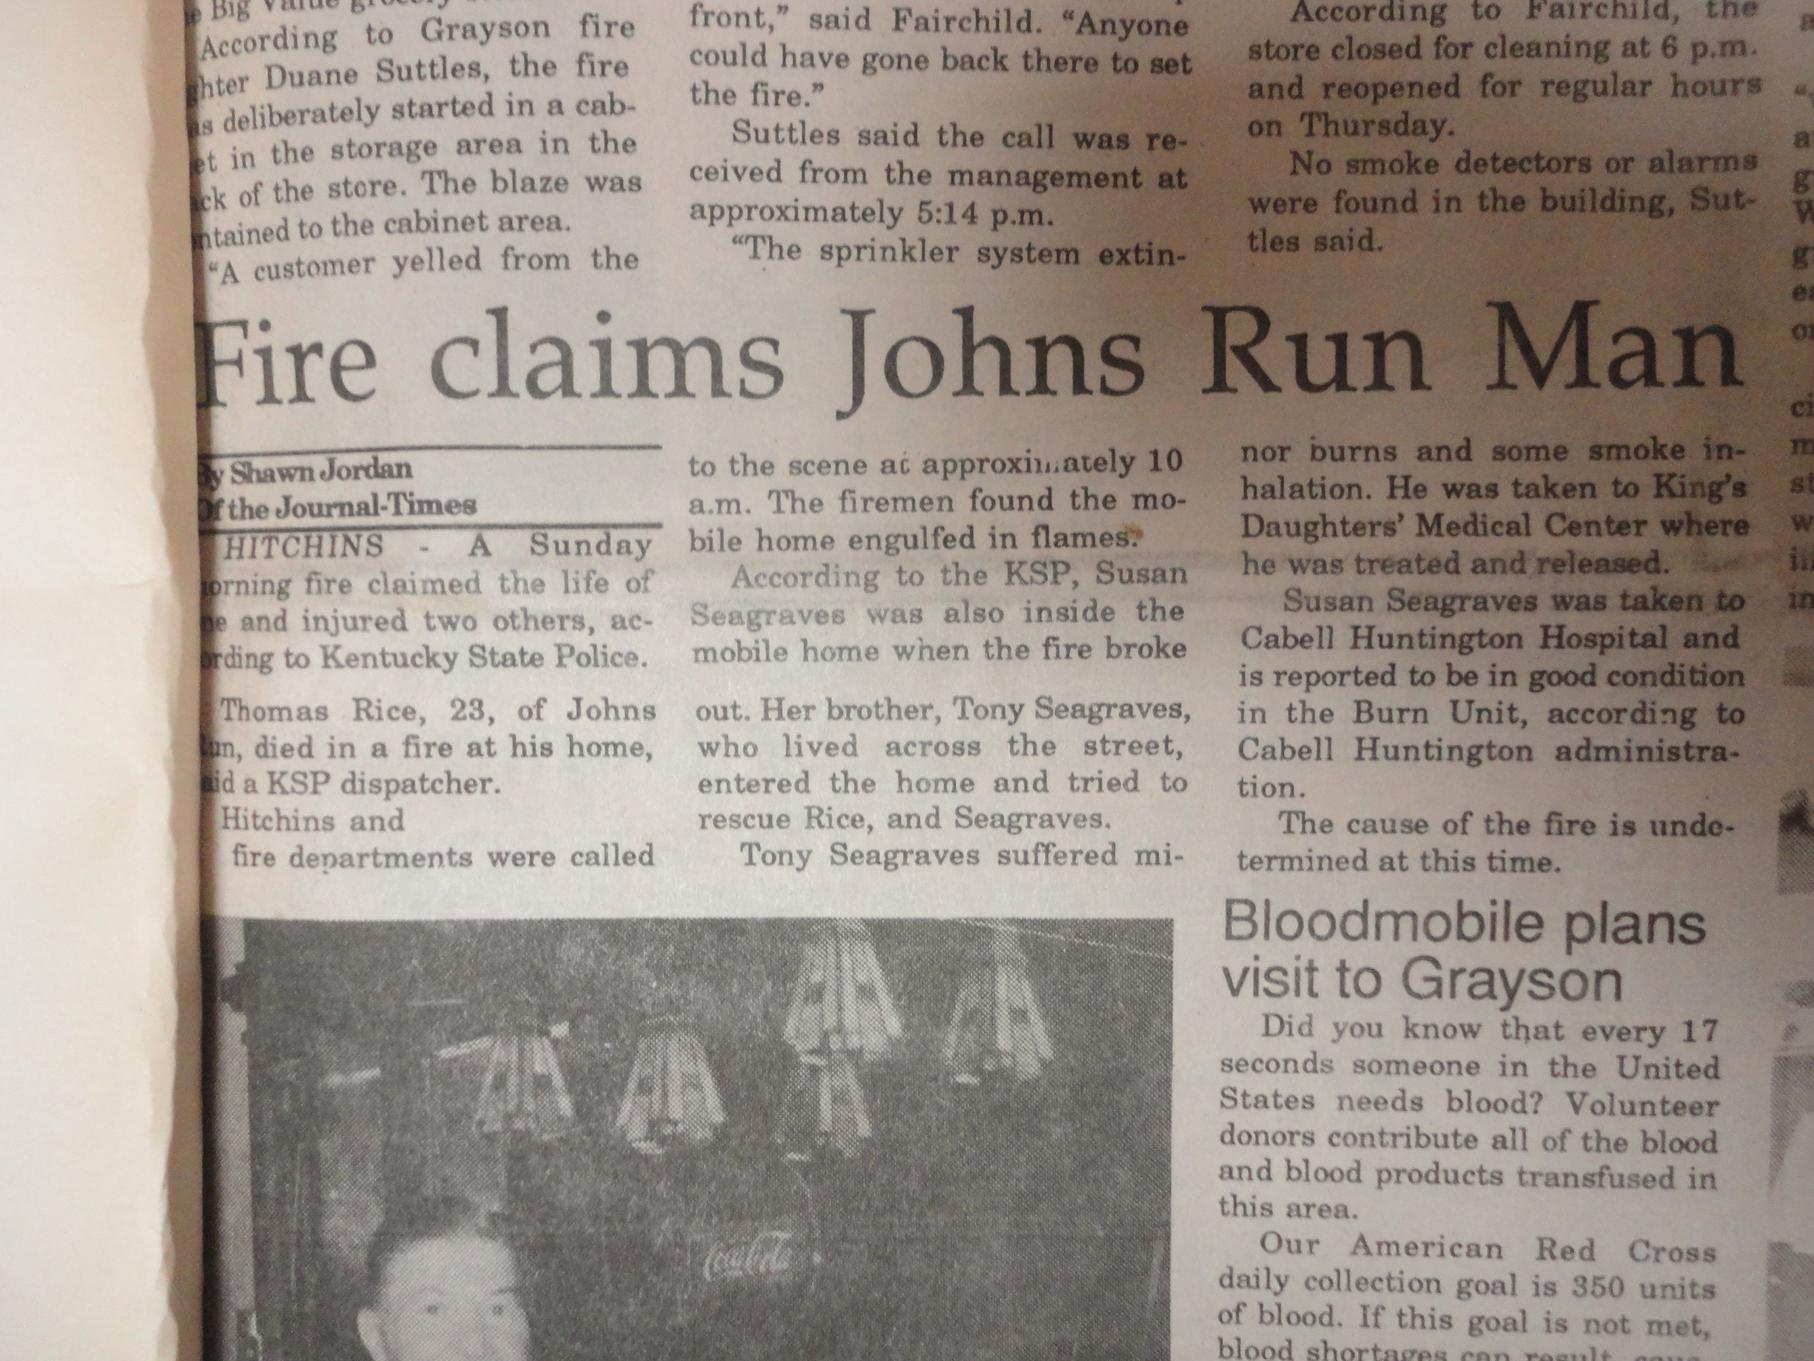 Big Value
According to Grayson fire
Duane Suttles, the fire
deliberately started in a cab-
in the storage area in the
of the store. The blaze was
to the cabinet area.
"A customer yelled from the
front," said Fairchild. "Anyone
could have gone back there to set
the fire."
Suttles said the call was re-
ceived from the management at
approximately 5:14 p.m.
"The sprinkler system extin-
According to Fairchild, the
store closed for cleaning at 6 p.m.
and reopened for regular hours
on Thursday.
No smoke detectors or alarms
were found in the building, Sut-
tles said.
Fire claims Johns Run Man
By Shawn Jordan
Of the Journal-Times
HITCHINS - A Sunday
orning fire claimed the life of
and injured two others, ac-
rding to Kentucky State Police.
Thomas Rice, 23, of Johns
un, died in a fire at his home,
aid a KSP dispatcher.
Hitchins and
fire departments were called
to the scene at approximately 10
a.m. The firemen found the mo-
bile home engulfed in flames.
According to the KSP, Susan
Seagraves was also inside the
mobile home when the fire broke
out. Her brother, Tony Seagraves,
who lived across the street,
entered the home and tried to
rescue Rice, and Seagraves.
Tony Seagraves suffered mi-
nor burns and some smoke in-
halation. He was taken to King's
Daughters' Medical Center where
he was treated and released.
Susan Seagraves was taken to
Cabell Huntington Hospital and
is reported to be in good condition
in the Burn Unit, according to
Cabell Huntington administra-
tion.
The cause of the fire is unde-
termined at this time.
Coca-Cola
Bloodmobile plans
visit to Grayson
Did you know that every 17
seconds someone in the United
States needs blood? Volunteer
donors contribute all of the blood
and blood products transfused in
this area.
Our American Red Cross
daily collection goal is 350 units
of blood. If this goal is not met,
blood shortages can result